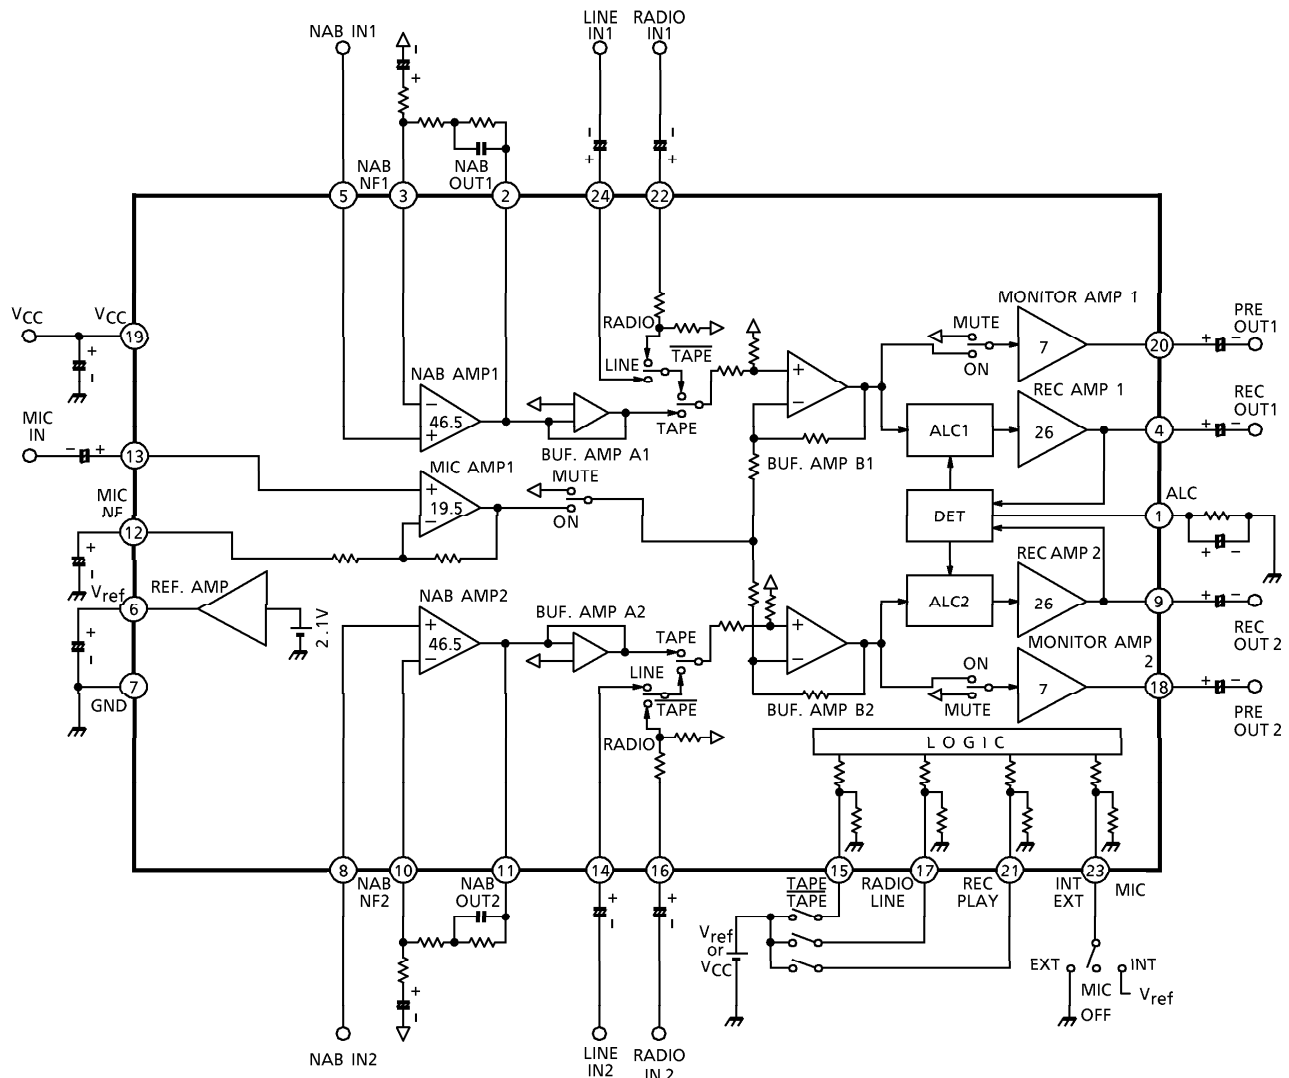 LINE
IN1
RADIO
IN1
NAB IN1
NAB
NF1
NAB
OUT1
5
3
2
24
22
VCC
VCC
19
MIC
IN
13
MIC
NF
12
Vref
6
7
GND
REF. AMP
2.1V
NAB AMP1
46.5
MIC AMP1
19.5
NAB AMP2
46.5
BUF. AMP A1
MUTE
ON
BUF. AMP A2
RADIO
LINE
TAPE
TAPE
TAPE
LINE
TAPE
RADIO
BUF. AMP B1
BUF. AMP B2
MUTE
ON
MONITOR AMP 1
7
REC AMP 1
26
ALC1
DET
ALC2
REC AMP 2
26
MONITOR AMP
2
7
ON
MUTE
20
PRE
OUT1
4
REC
OUT1
1
ALC
9
REC
OUT 2
18
PRE
OUT 2
LOGIC
8
10
11
14
16
15
17
21
23
NAB
NF2
NAB
OUT2
TAPE
TAPE
RADIO
LINE
REC
PLAY
INT
EXT
MIC
Vref
or
VCC
EXT
INT
MIC
OFF
Vref
NAB IN2
LINE
IN2
RADIO
IN 2